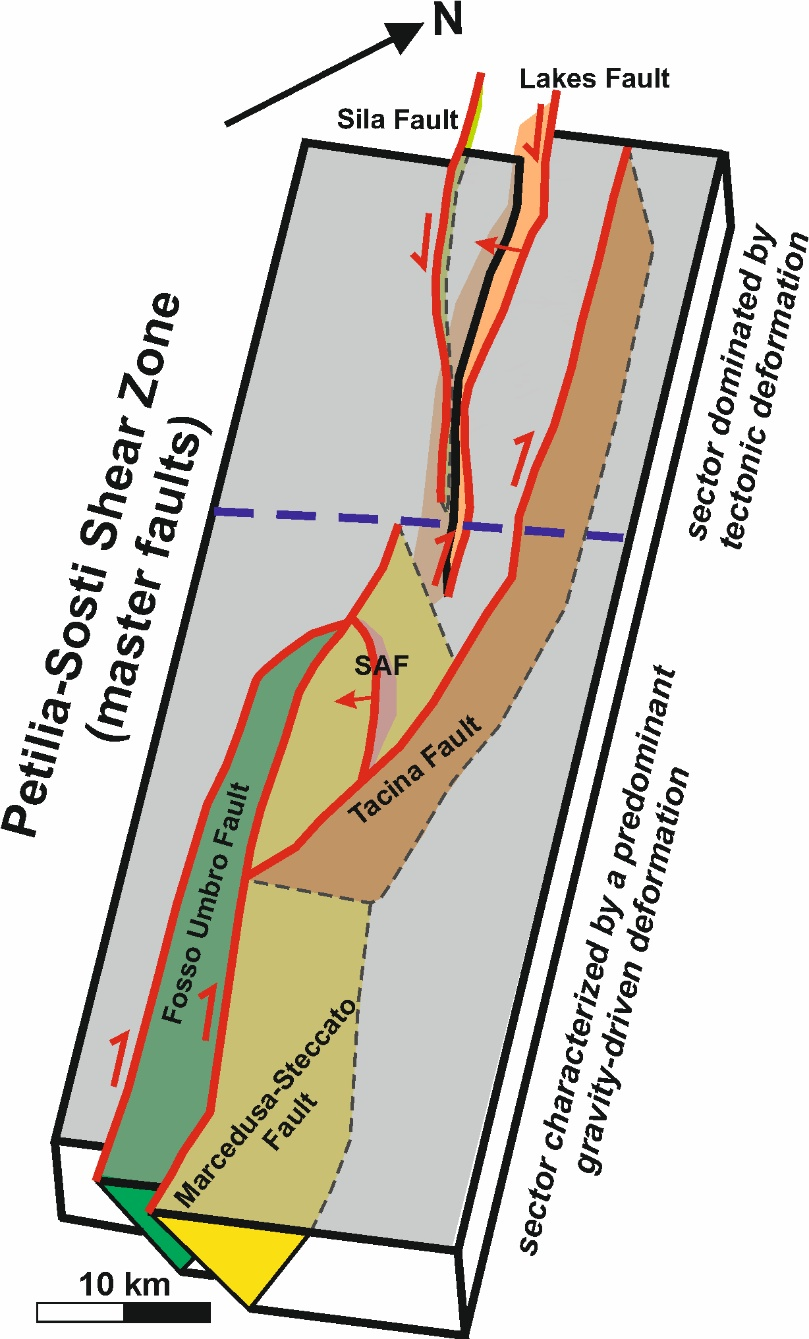 N
Lakes Fault
Sila Fault
sector dominated by
tectonic deformation
Petilia-Sosti Shear Zone
(master faults)
SAF
Tacina Fault
sector characterized by a predominant
gravity-driven deformation
Fosso Umbro Fault
Marcedusa-Steccato
Fault
10 km